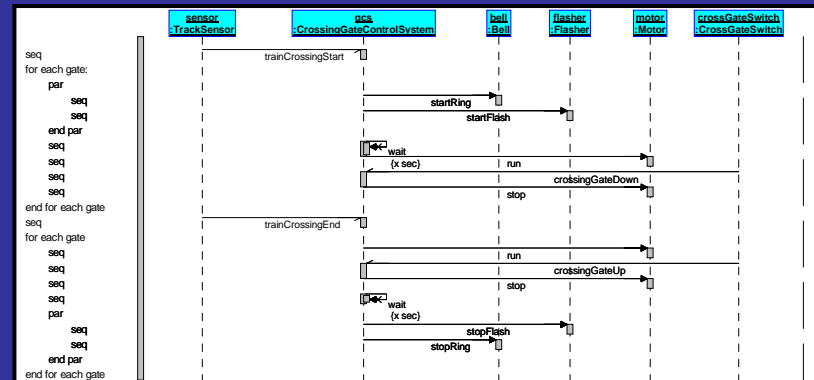 sensor
:TrackSensor
gcs
:CrossingGateControlSystem
bell
:Bell
flasher
:Flasher
motor
:Motor
crossGateSwitch
:CrossGateSwitch
seq
trainCrossingStart
for each gate:
par
seq
startRing
seq
startFlash
end par
seq
wait
{x sec}
seq
run
seq
crossingGateDown
seq
stop
end for each gate
seq
trainCrossingEnd
for each gate
seq
run
seq
crossingGateUp
seq
stop
seq
wait
{x sec}
par
seq
stopFlash
seq
stopRing
end par
end for each gate